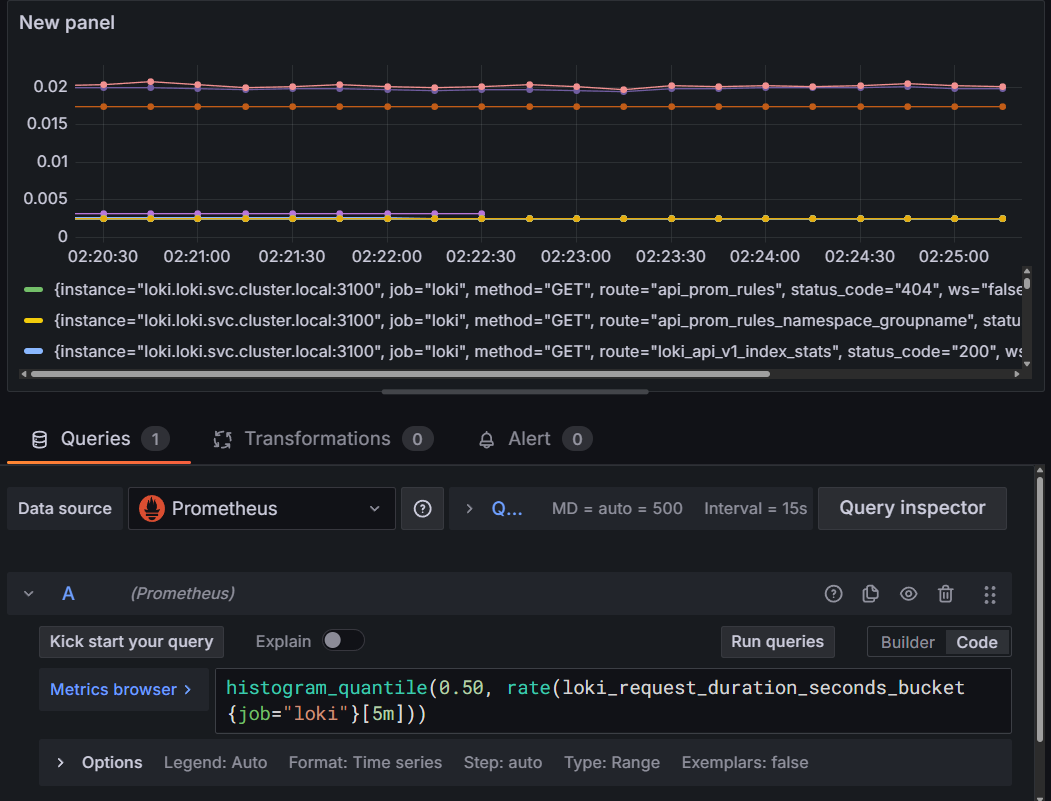 New panel
0.02
0.015
0.01
0.005
0
02:20:30 02:21:00 02:21:30 02:22:00 02:22:30 02:23:00 02:23:30 02:24:00 02:24:30 02:25:00
{instance="loki.loki.svc.cluster.local:3100", job="loki", method="GET", route="api_prom_rules", status_code="404", ws="false
{instance="loki.loki.svc.cluster.local:3100", job="loki", method="GET", route="api_prom_rules_namespace_groupname", statu
{instance="loki.loki.svc.cluster.local:3100", job="loki", method="GET", route="loki_api_v1_index_stats", status_code="200", ws
Queries 1 Transformations 0 Alert 0
Data source Prometheus Q... MD = auto = 500 Interval = 15s Query inspector
A (Prometheus)
Kick start your query Explain Run queries Builder Code
Metrics browser > histogram_quantile(0.50, rate(loki_request_duration_seconds_bucket
{job="loki"}[5m]))
Options Legend: Auto Format: Time series Step: auto Type: Range Exemplars: false